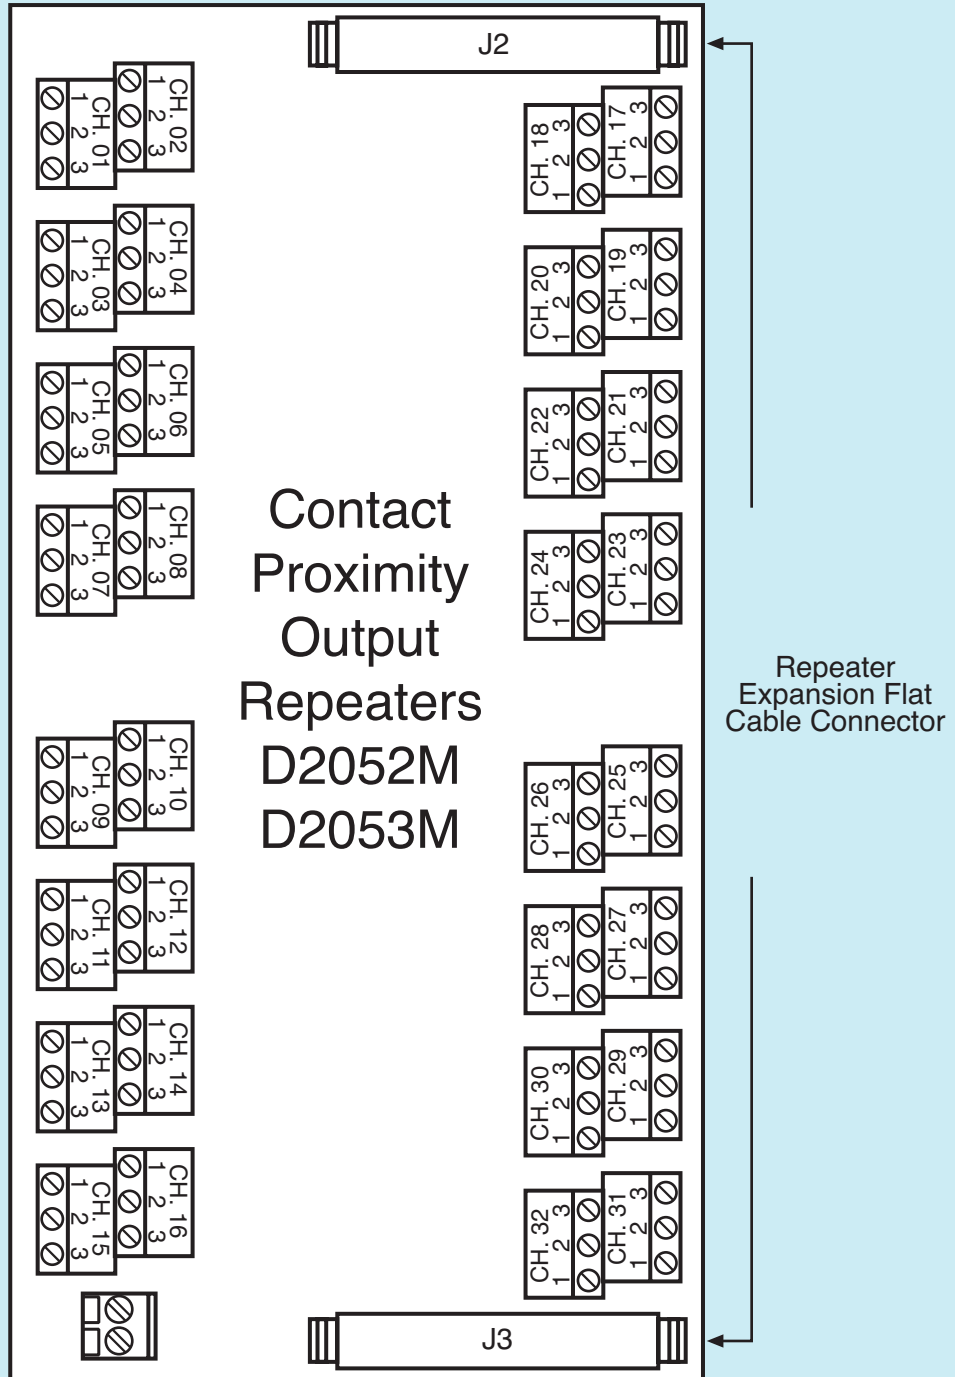 J2
CH. 01
1 2 3
CH. 02
1 2 3
CH. 03
1 2 3
CH. 04
1 2 3
CH. 05
1 2 3
CH. 06
1 2 3
CH. 07
1 2 3
CH. 08
1 2 3
CH. 09
1 2 3
CH. 10
1 2 3
CH. 11
1 2 3
CH. 12
1 2 3
CH. 13
1 2 3
CH. 14
1 2 3
CH. 15
1 2 3
CH. 16
1 2 3
Contact
Proximity
Output
Repeaters
D2052M
D2053M
CH. 18
1 2 3
CH. 17
1 2 3
CH. 20
1 2 3
CH. 19
1 2 3
CH. 22
1 2 3
CH. 21
1 2 3
CH. 24
1 2 3
CH. 23
1 2 3
CH. 26
1 2 3
CH. 25
1 2 3
CH. 28
1 2 3
CH. 27
1 2 3
CH. 30
1 2 3
CH. 29
1 2 3
CH. 32
1 2 3
CH. 31
1 2 3
J3
Repeater
Expansion Flat
Cable Connector